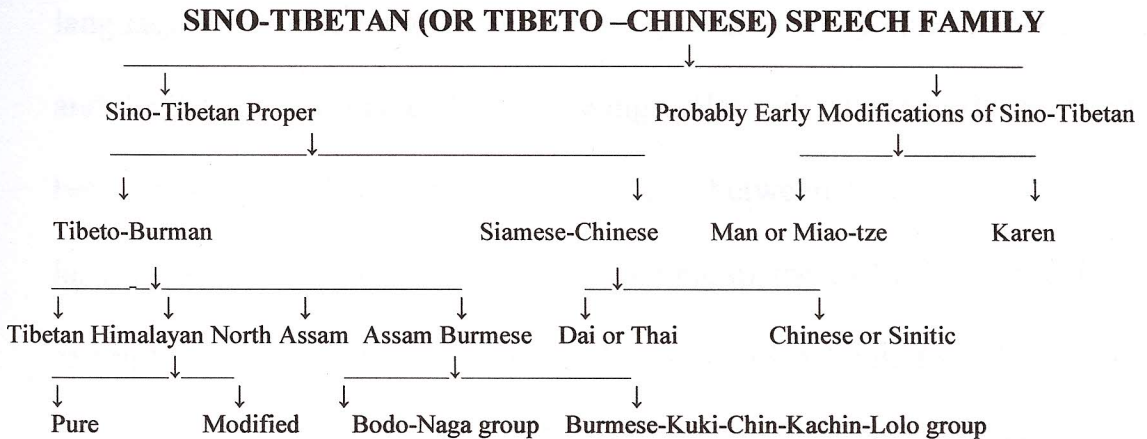 SINO-TIBETAN (OR TIBETO –CHINESE) SPEECH FAMILY
Sino-Tibetan Proper Probably Early Modifications of Sino-Tibetan
Tibeto-Burman Siamese-Chinese Man or Miao-tze Karen
Tibetan Himalayan North Assam Assam Burmese Dai or Thai Chinese or Sinitic
Pure Modified Bodo-Naga group Burmese-Kuki-Chin-Kachin-Lolo group